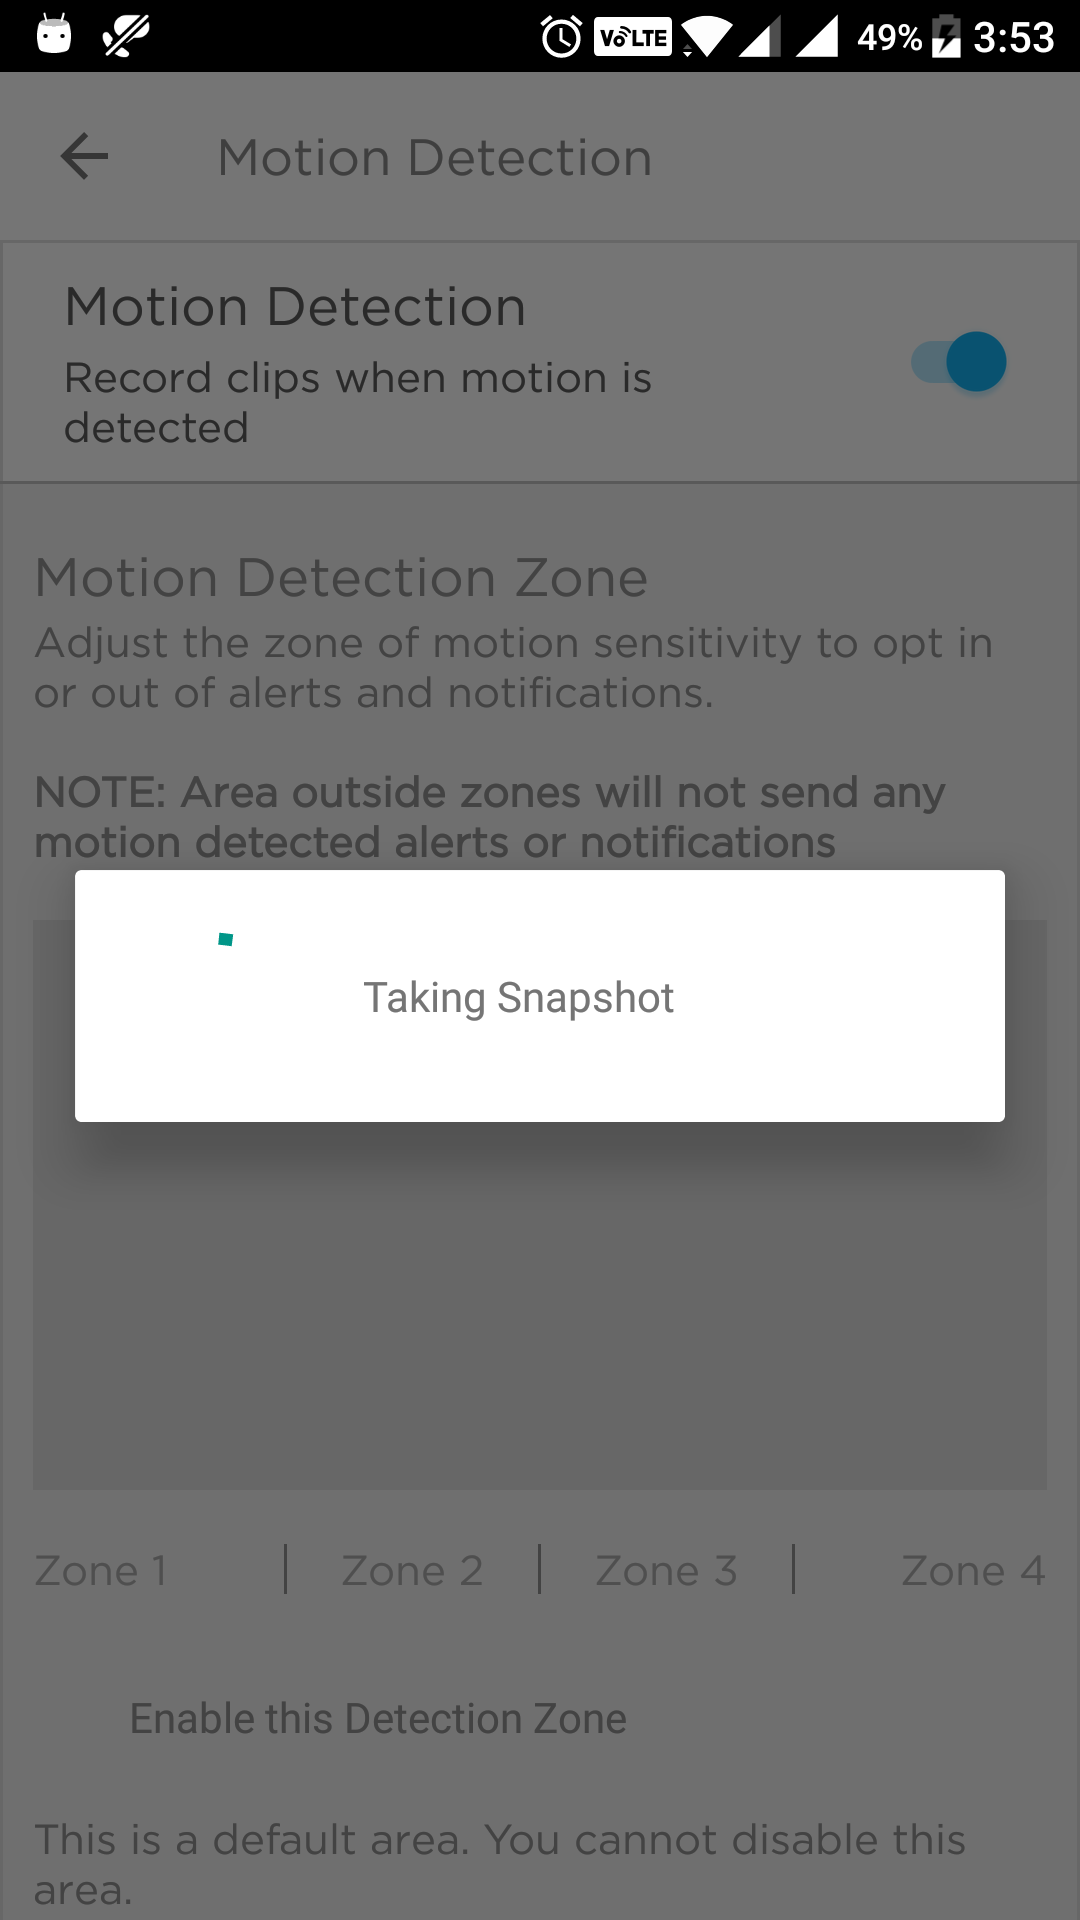 VoLTE 49% 3:53
Motion Detection
Motion Detection
Record clips when motion is
detected
Motion Detection Zone
Adjust the zone of motion sensitivity to opt in
or out of alerts and notifications.
NOTE: Area outside zones will not send any
motion detected alerts or notifications
Taking Snapshot
Zone 1 | Zone 2 | Zone 3 | Zone 4
Enable this Detection Zone
This is a default area. You cannot disable this
area.